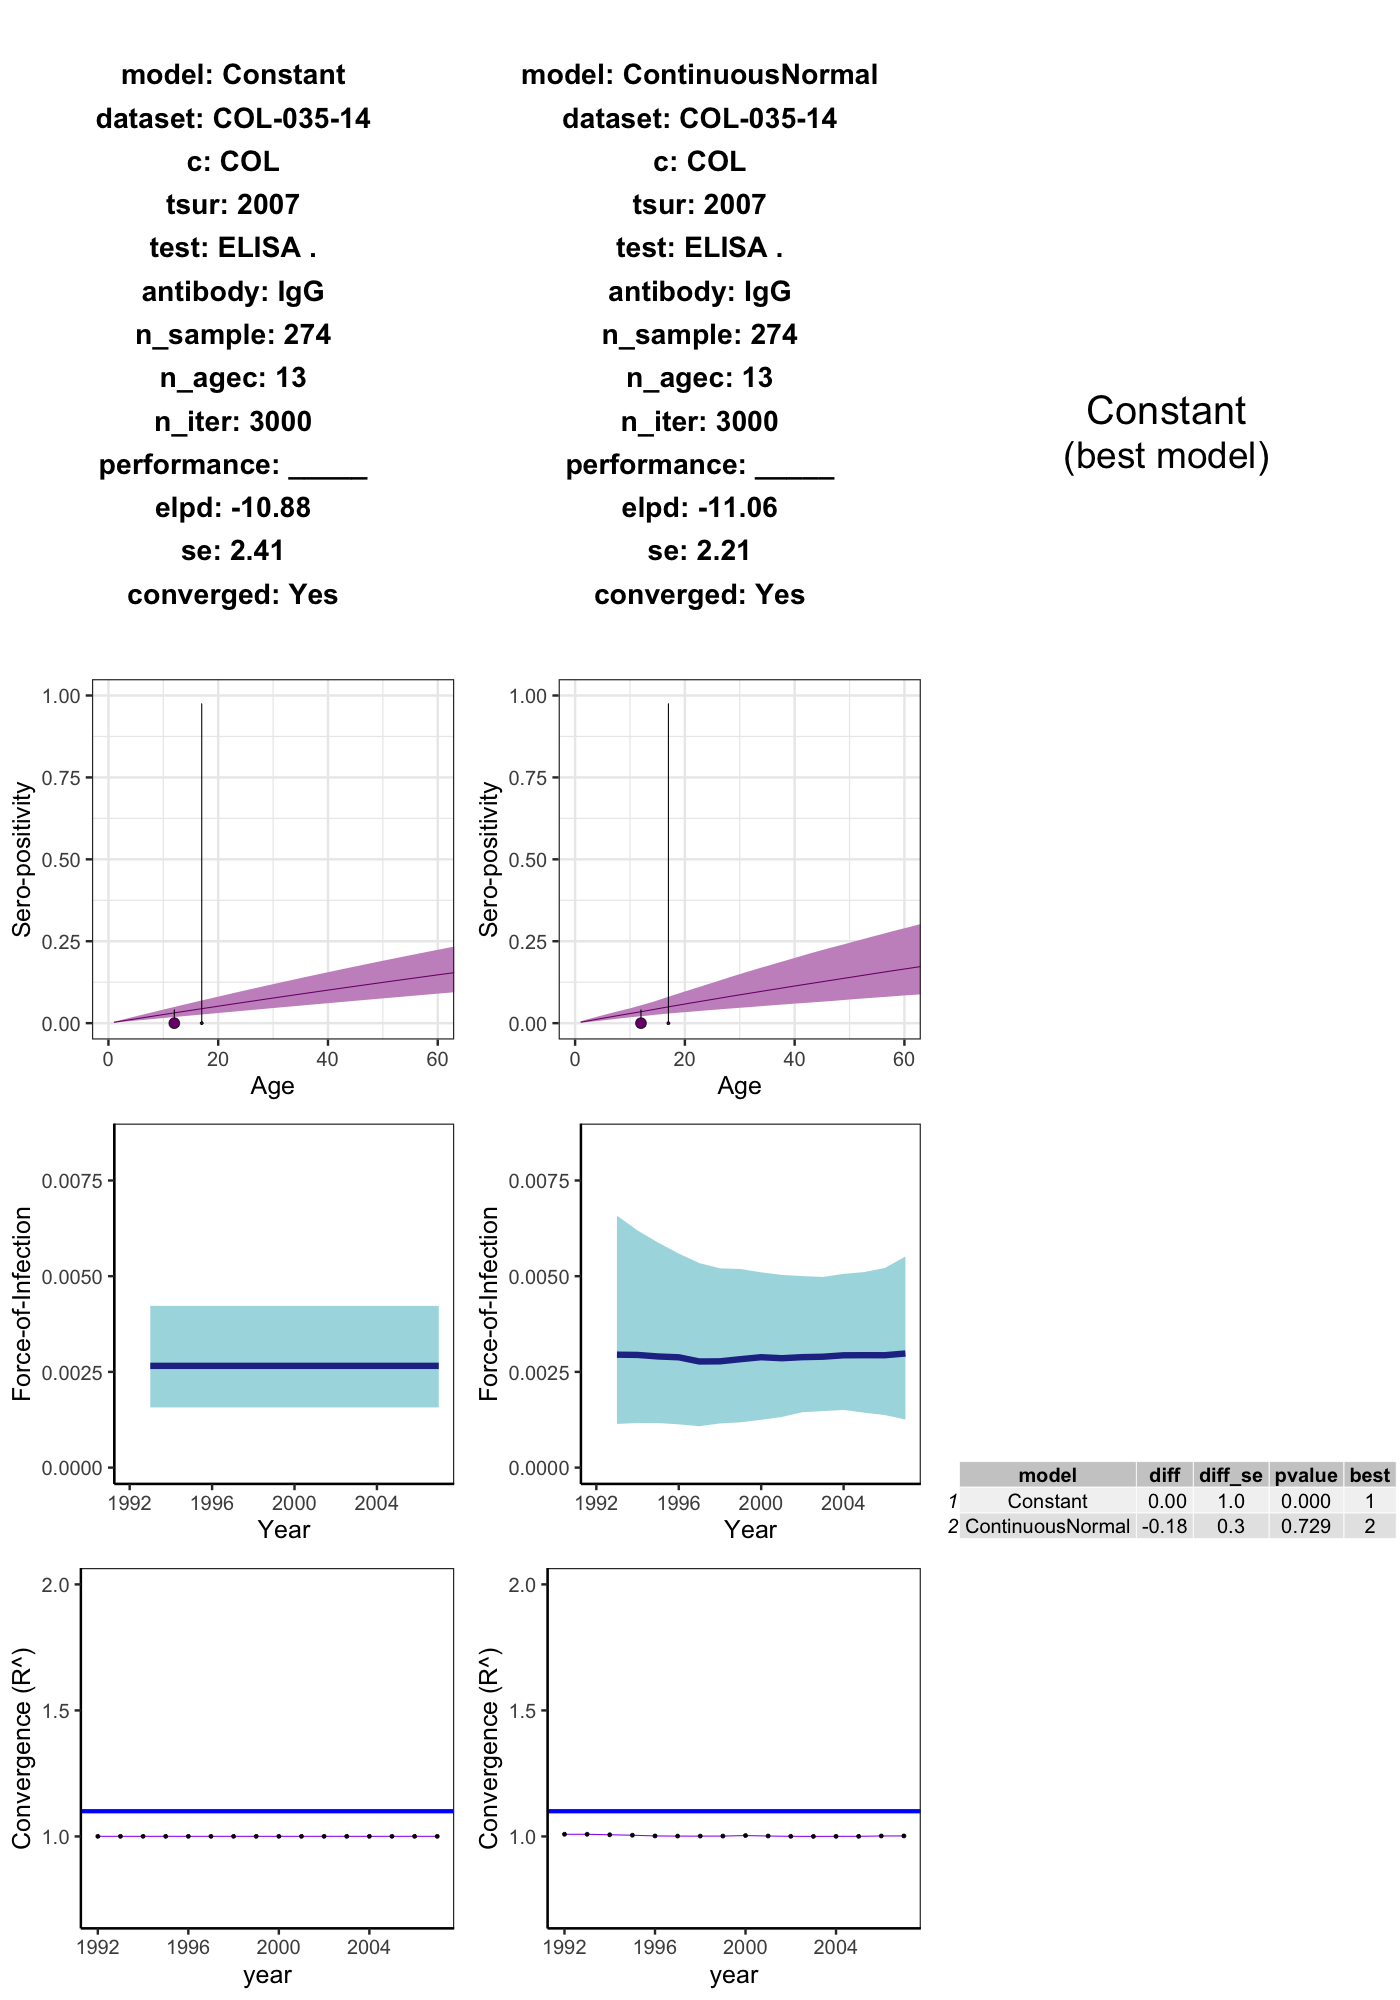 model: Constant
dataset: COL-035-14
c: COL
tsur: 2007
test: ELISA .
antibody: IgG
n_sample: 274
n_agec: 13
n_iter: 3000
performance: _____
elpd: -10.88
se: 2.41
converged: Yes
model: ContinuousNormal
dataset: COL-035-14
c: COL
tsur: 2007
test: ELISA .
antibody: IgG
n_sample: 274
n_agec: 13
n_iter: 3000
performance: _____
elpd: -11.06
se: 2.21
converged: Yes
Constant
(best model)
Sero-positivity
1.00
0.75
0.50
0.25
0.00
0 20 40 60
Age
Sero-positivity
1.00
0.75
0.50
0.25
0.00
0 20 40 60
Age
Force-of-Infection
0.0075
0.0050
0.0025
0.0000
1992 1996 2000 2004
Year
Force-of-Infection
0.0075
0.0050
0.0025
0.0000
1992 1996 2000 2004
Year
model diff diff_se pvalue best
1 Constant 0.00 1.0 0.000 1
2 ContinuousNormal -0.18 0.3 0.729 2
Convergence (R^)
2.0
1.5
1.0
1992 1996 2000 2004
year
Convergence (R^)
2.0
1.5
1.0
1992 1996 2000 2004
year